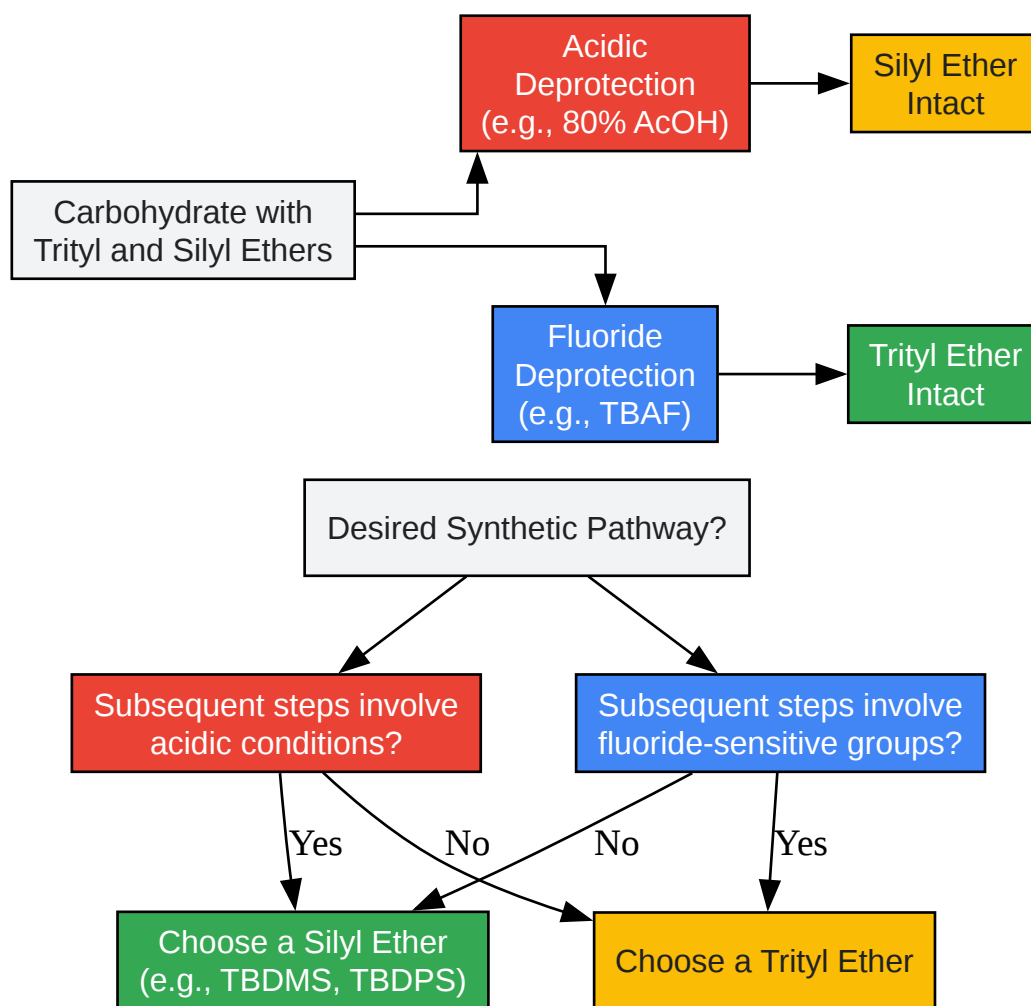 Acidic
Deprotection
(e.g., 80% AcOH)
Silyl Ether
Intact
Carbohydrate with
Trityl and Silyl Ethers
Fluoride
Deprotection
(e.g., TBAF)
Trityl Ether
Intact
Desired Synthetic Pathway?
Subsequent steps involve
acidic conditions?
Subsequent steps involve
fluoride-sensitive groups?
Yes
No
No
Yes
Choose a Silyl Ether
(e.g., TBDMS, TBDPS)
Choose a Trityl Ether